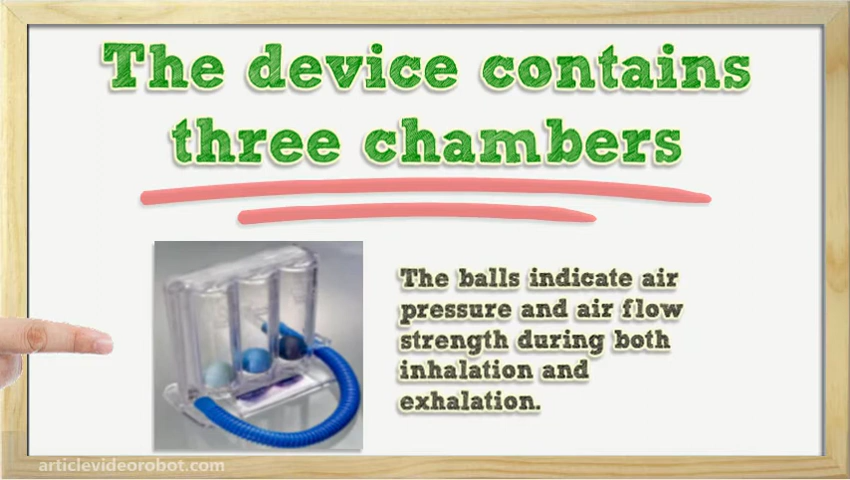 The device contains
three chambers
The balls indicate air
pressure and air flow
strength during both
inhalation and
exhalation.
articlevideorobot.com